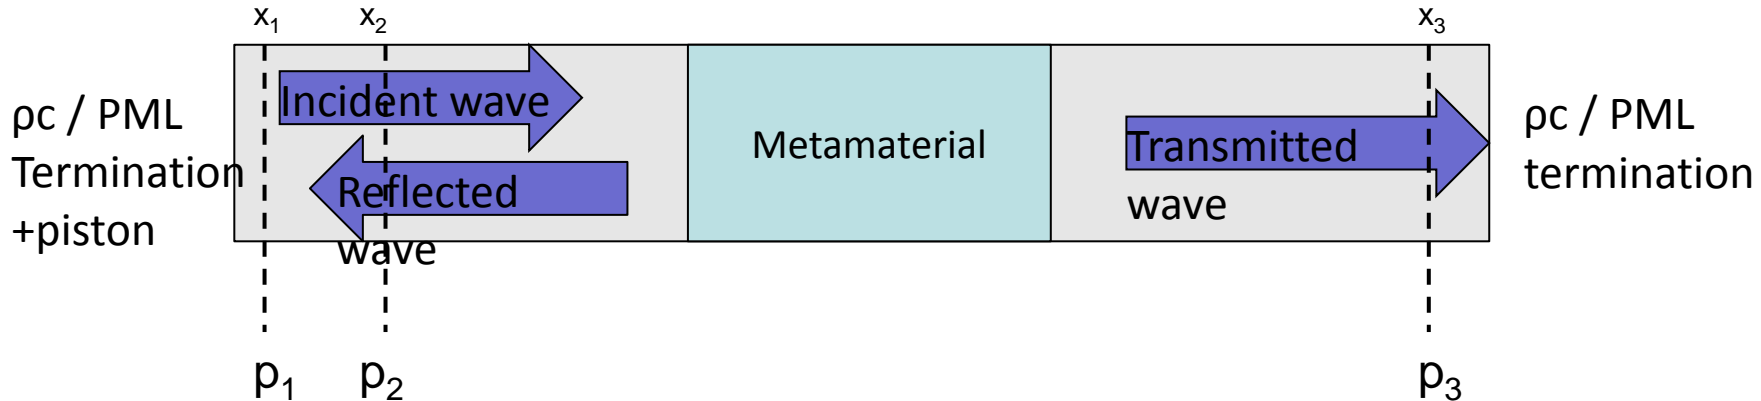 x₁ x₂ x₃
ρc / PML
Termination
+piston
Incident wave
Reflected
wave
Metamaterial
Transmitted
wave
ρc / PML
termination
p₁ p₂ p₃